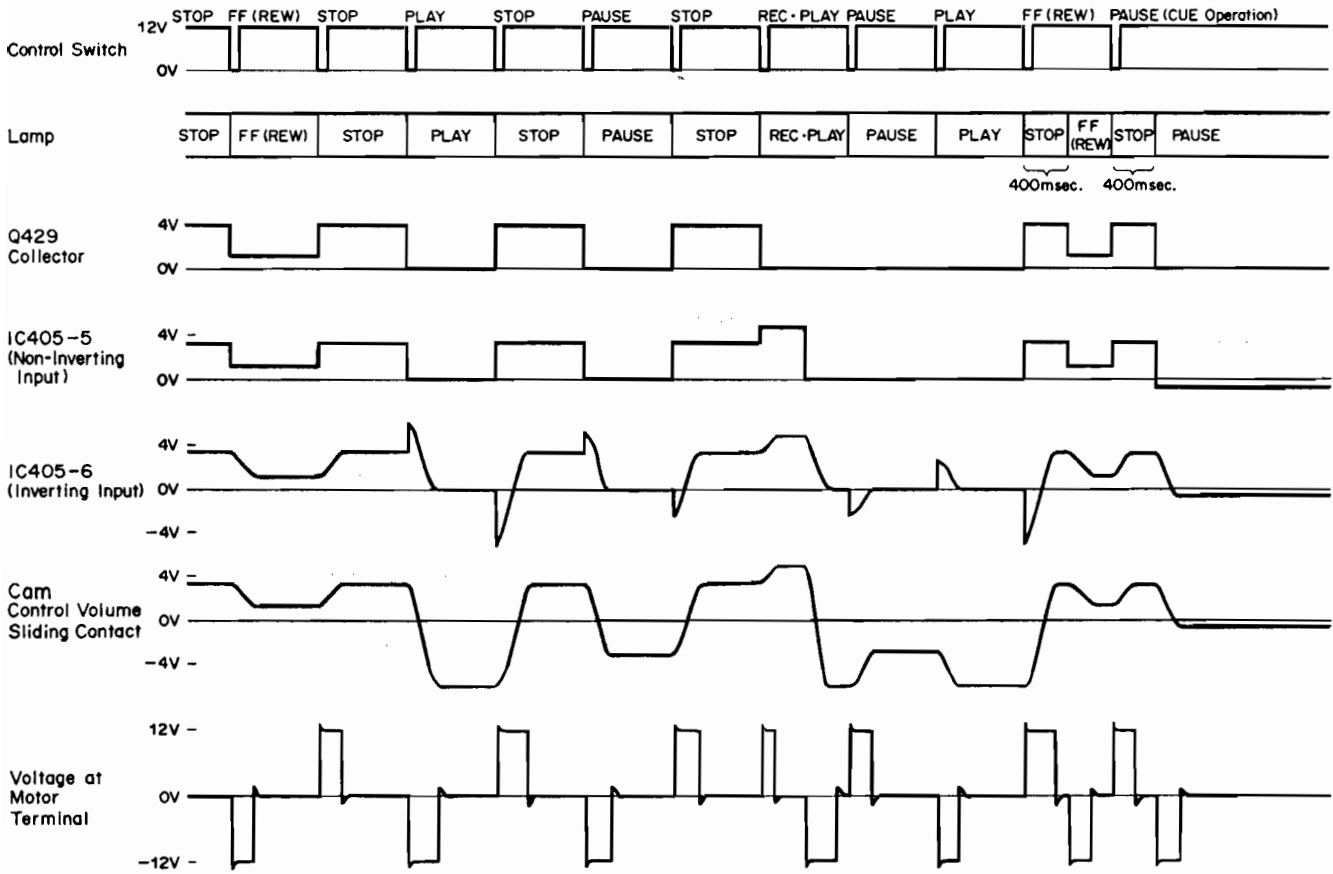 STOP FF (REW) STOP PLAY STOP PAUSE STOP REC·PLAY PAUSE PLAY FF (REW) PAUSE (CUE Operation)
12V
Control Switch
0V
Lamp
STOP FF (REW) STOP PLAY STOP PAUSE STOP REC·PLAY PAUSE PLAY STOP FF (REW) STOP PAUSE
400msec. 400msec.
4V
Q429
Collector
0V
IC405-5
(Non-Inverting
Input)
4V
0V
4V
IC405-6
(Inverting Input)
0V
-4V
4V
Cam
Control Volume
Sliding Contact
0V
-4V
12V
Voltage at
Motor
Terminal
0V
-12V